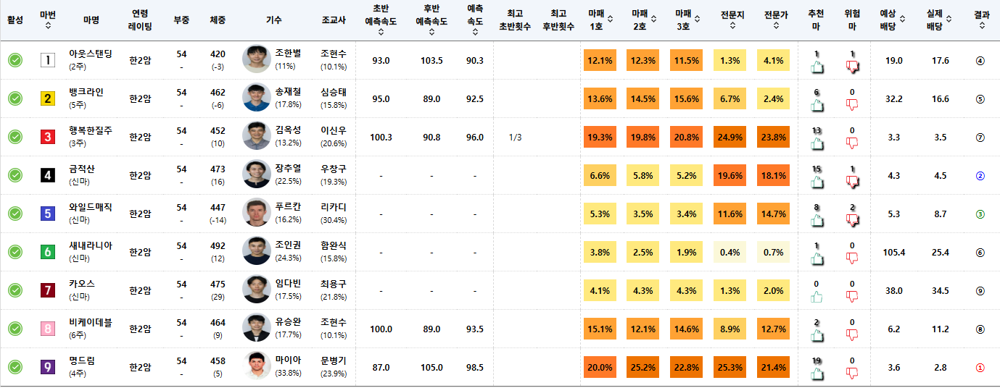 활성 마번 마명 연령 레이팅 부중 체중 기수 조교사 초반 예측속도 후반 예측속도 예측 속도 최고 초반횟수 최고 후반횟수 마패 1호 마패 2호 마패 3호 전문지 전문가 추천 마 위험 마 예상 배당 실제 배당 결과
1 아웃스탠딩 한2암 54 420 조한별 조현수 93.0 103.5 90.3 12.1% 12.3% 11.5% 1.3% 4.1% 1 1 19.0 17.6 ④
(2주) - (-3) (11%) (10.1%)
2 뱅크라인 한2암 54 462 송재철 심승태 95.0 89.0 92.5 13.6% 14.5% 15.6% 6.7% 2.4% 6 0 32.2 16.6 ⑤
(5주) - (-6) (17.8%) (15.8%)
3 행복한질주 한2암 54 452 김옥성 이신우 100.3 90.8 96.0 1/3 19.3% 19.8% 20.8% 24.9% 23.8% 13 0 3.3 3.5 ⑦
(3주) - (10) (13.2%) (20.6%)
4 금적산 한2암 54 473 장추열 우창구 - - - 6.6% 5.8% 5.2% 19.6% 18.1% 15 1 4.3 4.5 ②
(신마) - (16) (22.5%) (19.3%)
5 와일드매직 한2암 54 447 푸르칸 리카디 - - - 5.3% 3.5% 3.4% 11.6% 14.7% 8 2 5.3 8.7 ③
(신마) - (-14) (16.2%) (30.4%)
6 새내라니아 한2암 54 492 조인권 함완식 - - - 3.8% 2.5% 1.9% 0.4% 0.7% 1 0 105.4 25.4 ⑥
(신마) - (12) (24.3%) (15.8%)
7 카오스 한2암 54 475 임다빈 최용구 - - - 4.1% 4.3% 4.3% 1.3% 2.0% 0 0 38.0 34.5 ⑨
(신마) - (29) (17.5%) (21.8%)
8 비케이데블 한2암 54 464 유승완 조현수 100.0 89.0 93.5 15.1% 12.1% 14.6% 8.9% 12.7% 2 0 6.2 11.2 ⑧
(6주) - (9) (17.7%) (10.1%)
9 명드림 한2암 54 458 마이아 문병기 87.0 105.0 98.5 20.0% 25.2% 22.8% 25.3% 21.4% 19 0 3.6 2.8 ①
(4주) - (5) (33.8%) (23.9%)